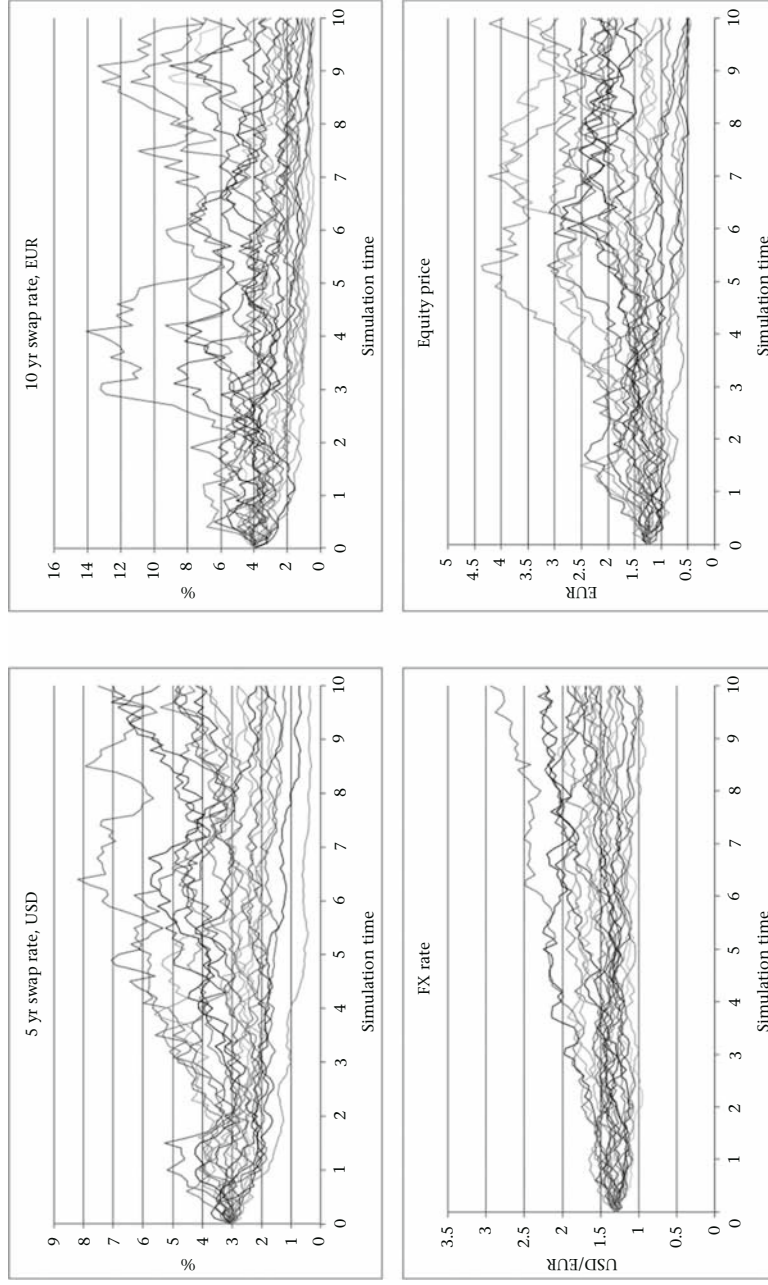 5 yr swap rate, USD
9
8
7
6
5
4
3
2
1
0
%
0 1 2 3 4 5 6 7 8 9 10
Simulation time
10 yr swap rate, EUR
16
14
12
10
8
6
4
2
0
%
0 1 2 3 4 5 6 7 8 9 10
Simulation time
FX rate
3.5
3
2.5
2
1.5
1
0.5
0
USD/EUR
0 1 2 3 4 5 6 7 8 9 10
Simulation time
Equity price
5
4.5
4
3.5
3
2.5
2
1.5
1
0.5
0
EUR
0 1 2 3 4 5 6 7 8 9 10
Simulation time